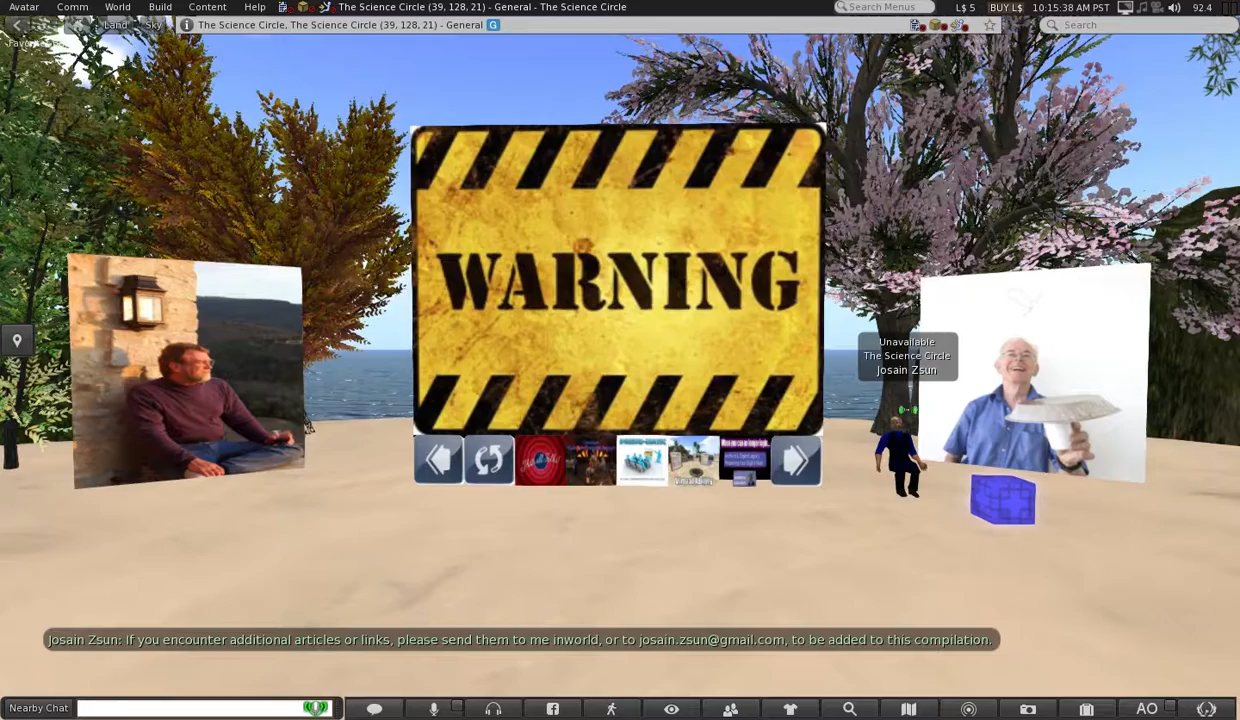 Avatar Comm World Build Content Help The Science Circle (39, 128, 21) - General - The Science Circle Search Menus L$ 5 BUY L$ 10:15:38 AM PST 92.4
Land Sky The Science Circle, The Science Circle (39, 128, 21) - General G Search
WARNING
Unavailable
The Science Circle
Josain Zsun
Josain Zsun: If you encounter additional articles or links, please send them to me inworld, or to josain.zsun@gmail.com, to be added to this compilation.
Nearby Chat AO